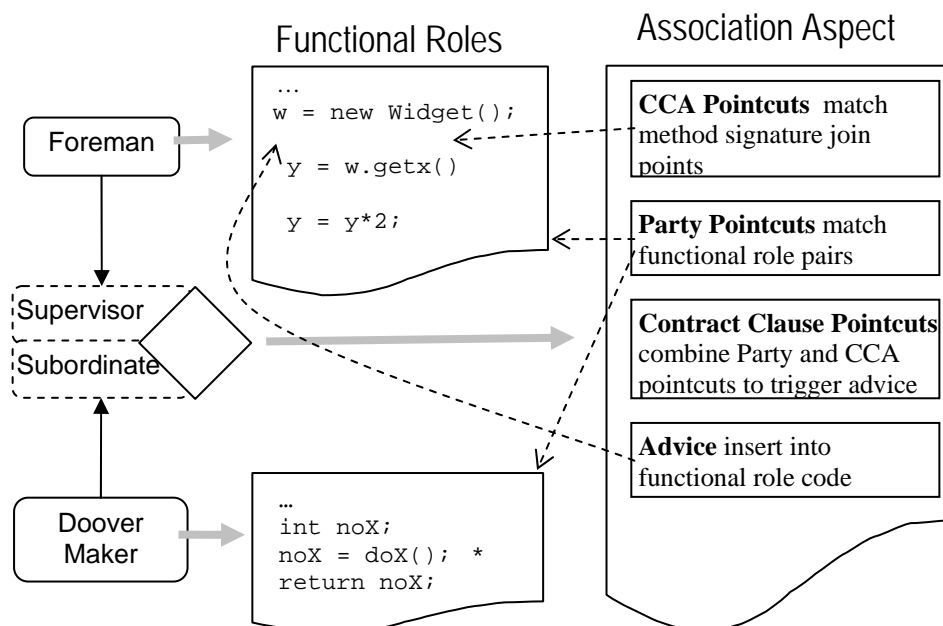 Functional Roles
Association Aspect
Foreman
Supervisor
Subordinate
Doover
Maker
…
w = new Widget();
y = w.getx()
y = y*2;
…
int noX;
noX = doX(); *
return noX;
CCA Pointcuts match
method signature join
points
Party Pointcuts match
functional role pairs
Contract Clause Pointcuts
combine Party and CCA
pointcuts to trigger advice
Advice insert into
functional role code